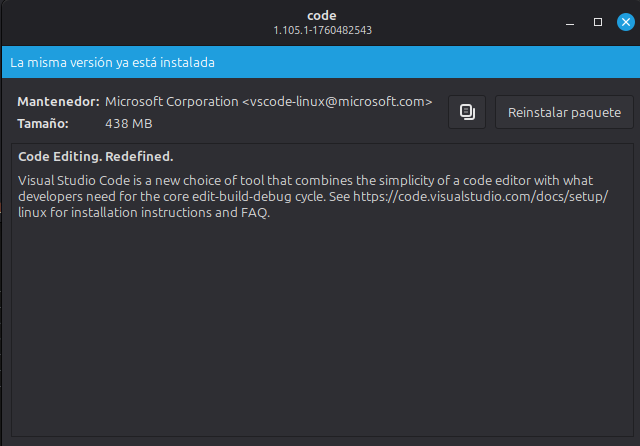 code
1.105.1-1760482543
La misma versión ya está instalada
Mantenedor: Microsoft Corporation <vscode-linux@microsoft.com>
Tamaño: 438 MB
Reinstalar paquete
Code Editing. Redefined.
Visual Studio Code is a new choice of tool that combines the simplicity of a code editor with what
developers need for the core edit-build-debug cycle. See https://code.visualstudio.com/docs/setup/
linux for installation instructions and FAQ.